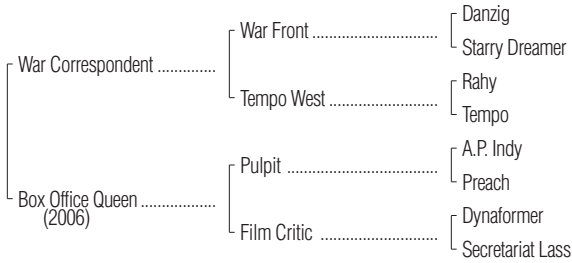 Danzig
War Front ........................
Starry Dreamer
War Correspondent ..............
Rahy
Tempo West .....................
Tempo
A.P. Indy
Pulpit ..............................
Preach
Box Office Queen ..................
(2006)
Dynaformer
Film Critic ........................
Secretariat Lass